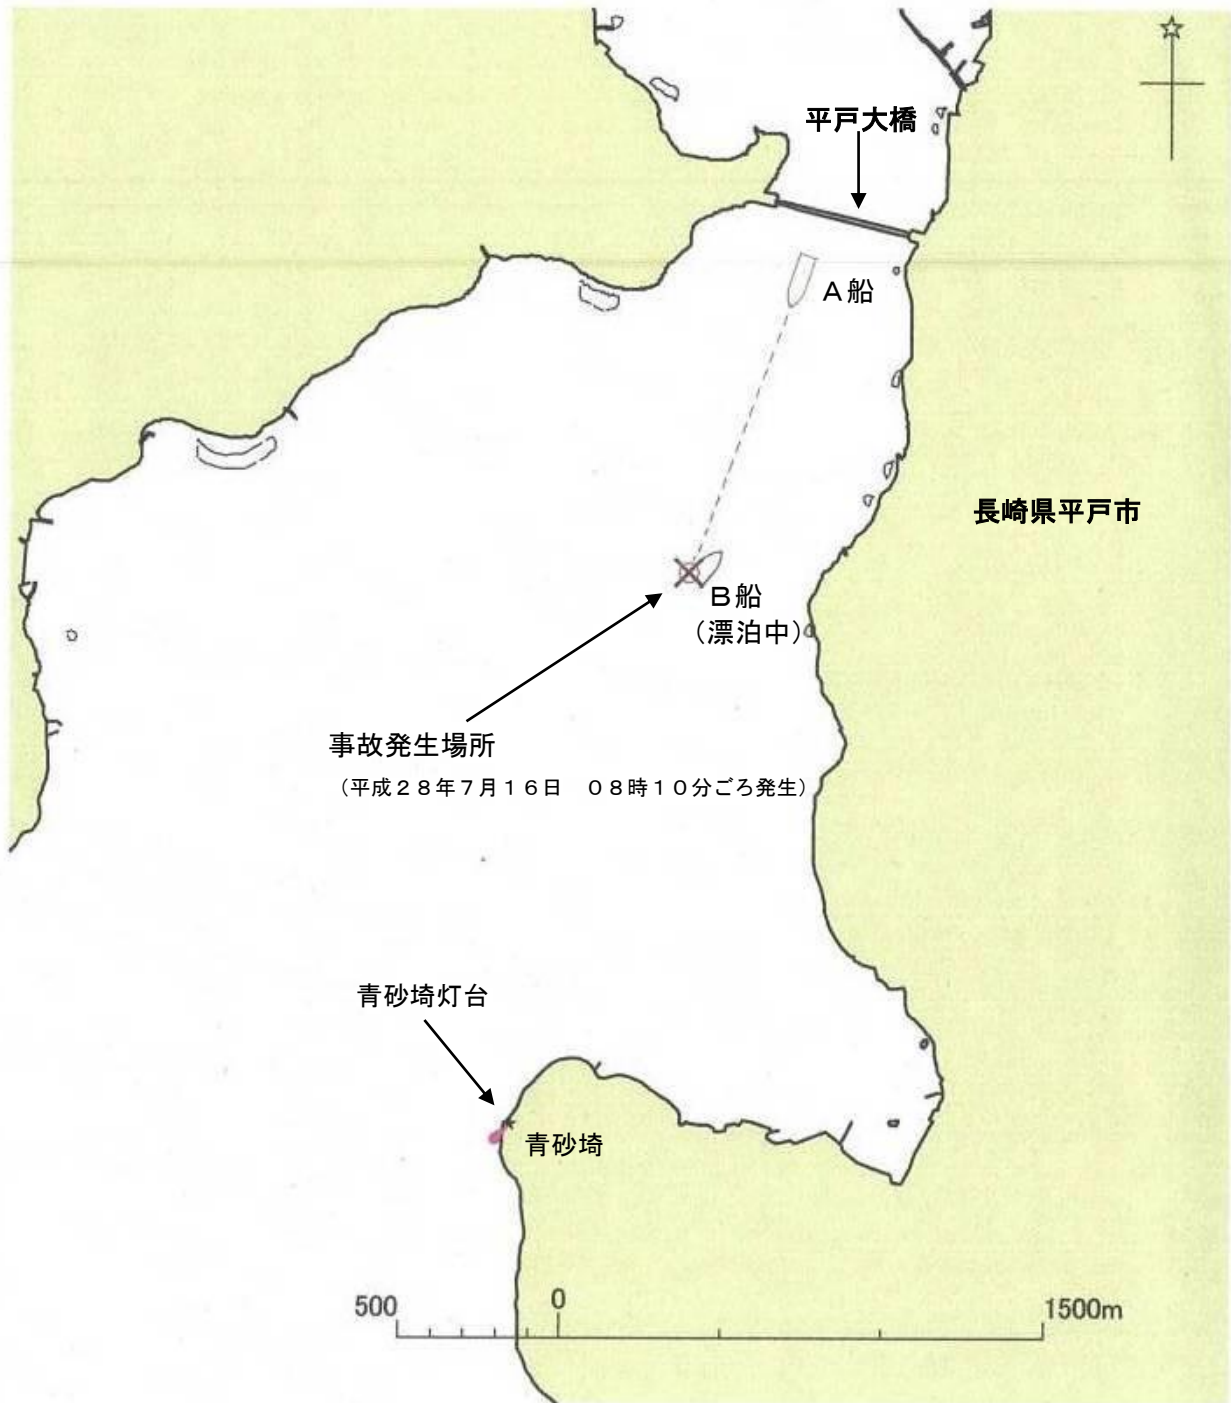 平戸大橋
A船
長崎県平戸市
B船
（漂泊中）
事故発生場所
（平成２８年７月１６日　０８時１０分ごろ発生）
青砂埼灯台
青砂埼
500 0 1500m